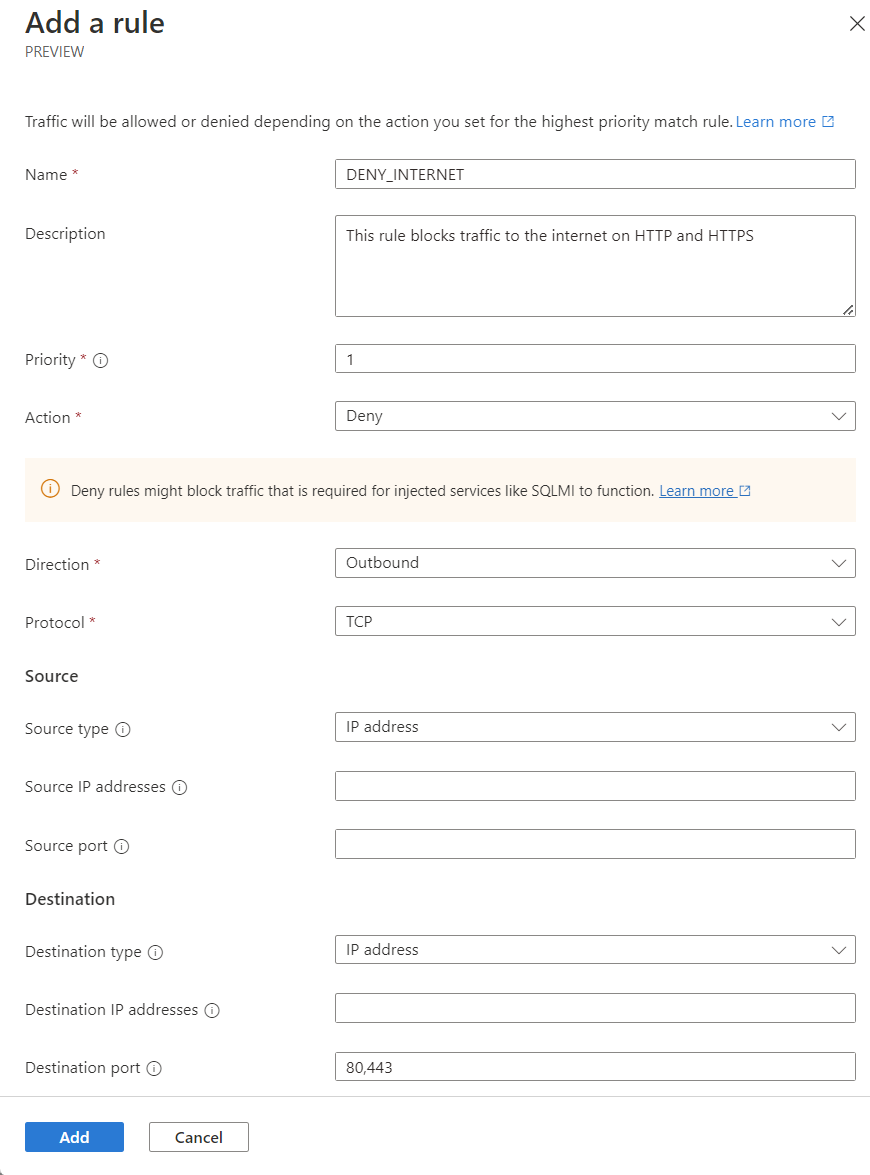 Add a rule
PREVIEW
Traffic will be allowed or denied depending on the action you set for the highest priority match rule. Learn more
Name *
DENY_INTERNET
Description
This rule blocks traffic to the internet on HTTP and HTTPS
Priority *
1
Action *
Deny
Deny rules might block traffic that is required for injected services like SQLMI to function. Learn more
Direction *
Outbound
Protocol *
TCP
Source
Source type
IP address
Source IP addresses
Source port
Destination
Destination type
IP address
Destination IP addresses
Destination port
80,443
Add
Cancel